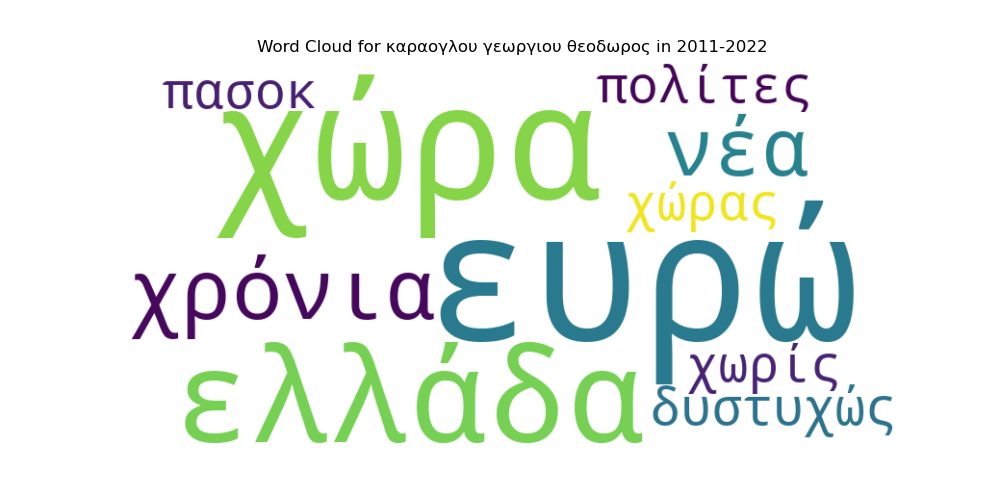 Word Cloud for καραογλου γεωργιου θεοδωρος in 2011-2022
πασοκ
πολίτες
χώρα
νέα
χώρας
χρόνια
ευρώ
ελλάδα
χωρίς
δυστυχώς